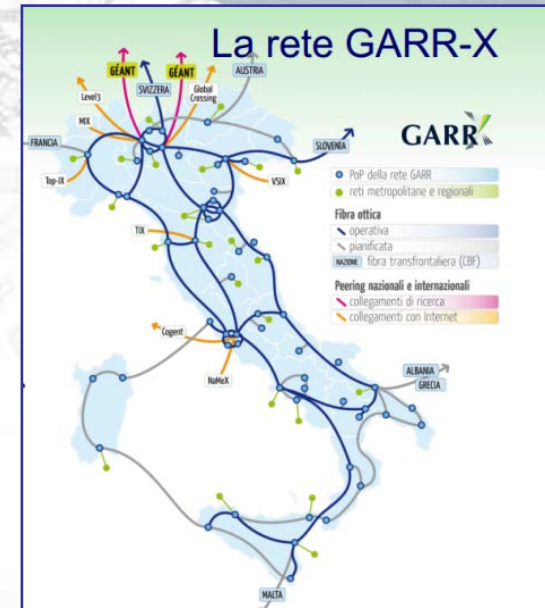 La rete GARR-X
GÉANT
GÉANT
AUSTRIA
SVIZZERA
Level3
Global
Crossing
MIX
FRANCIA
SLOVENIA
GARR
Top-IX
VSIX
PoP della rete GARR
reti metropolitane e regionali
TIX
Fibra ottica
operativa
pianificata
NAZIONE fibra transfrontaliera (CBF)
Peering nazionali e internazionali
collegamenti di ricerca
collegamenti con Internet
Cogent
NaMeX
ALBANIA
GRECIA
MALTA